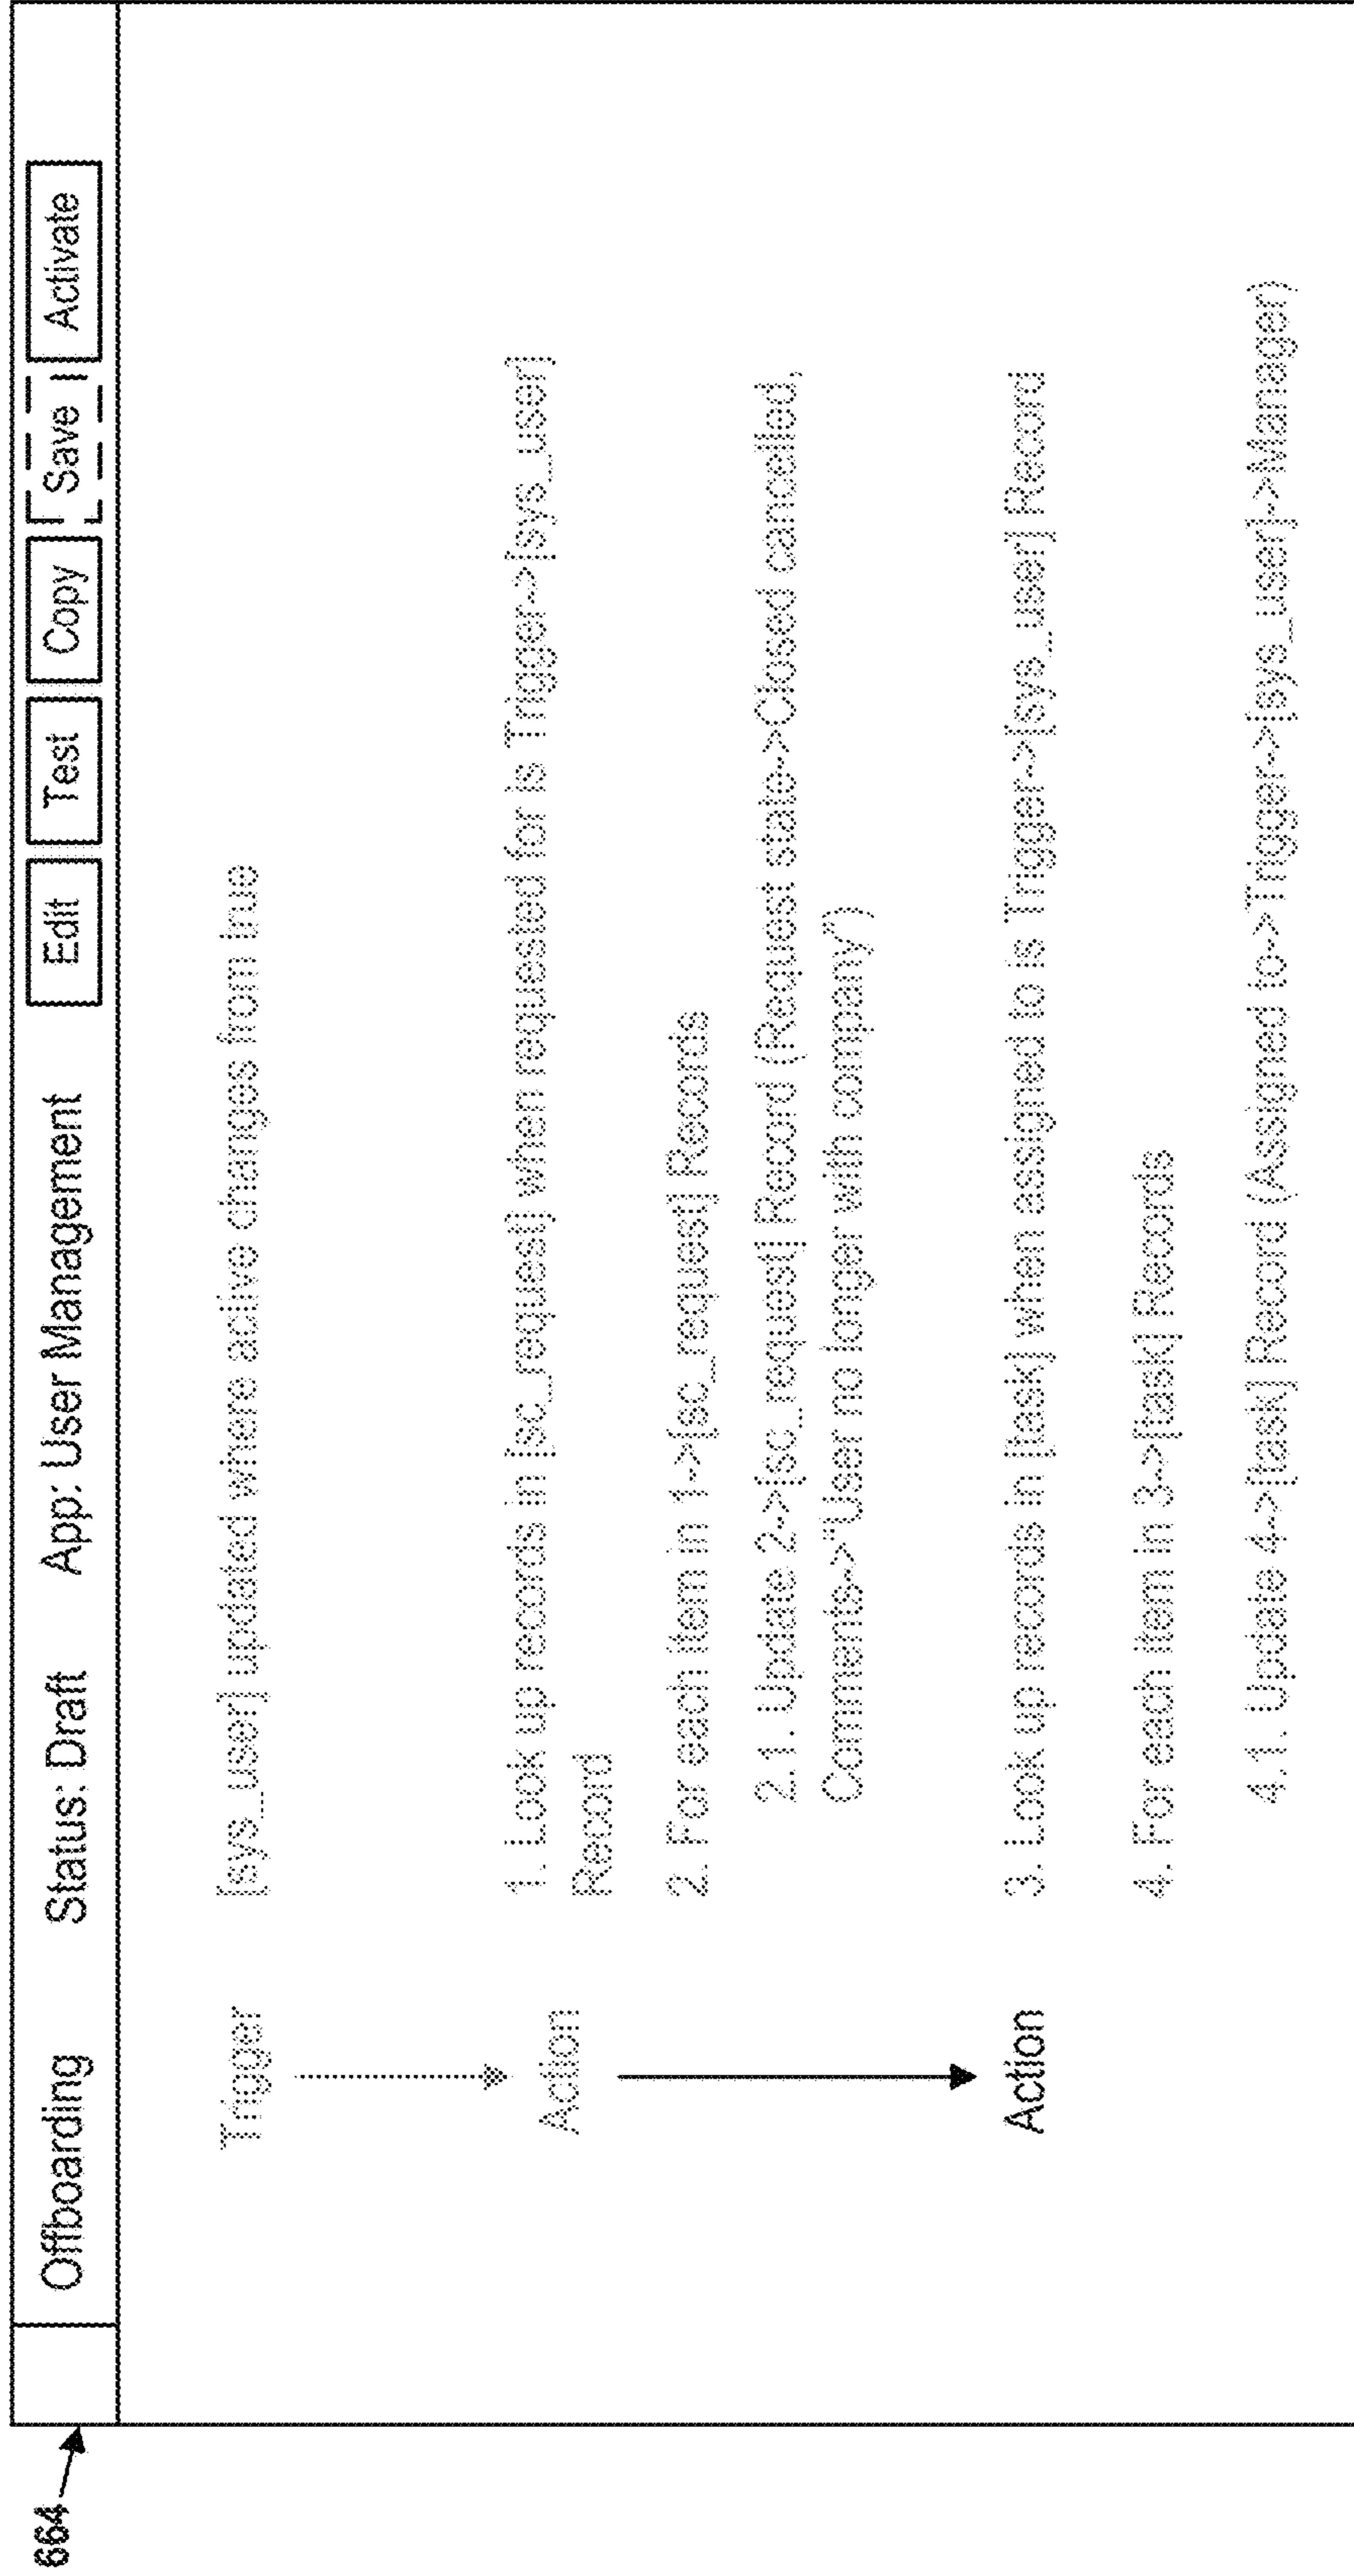 664
Offboarding Status: Draft App: User Management Edit Test Copy Save Activate
Trigger [sys_user] updated where active changes from true
Action 1. Look up records in [sc_request] when requested for is Trigger->[sys_user]
Record
2. For each item in 1->[sc_request] Records
2.1. Update 2->[sc_request] Record (Request state->Closed cancelled,
Comments->"User no longer with company")
Action 3. Look up records in [task] when assigned to is Trigger->[sys_user] Record
4. For each item in 3->[task] Records
4.1. Update 4->[task] Record (Assigned to->Trigger->[sys_user]->Manager)